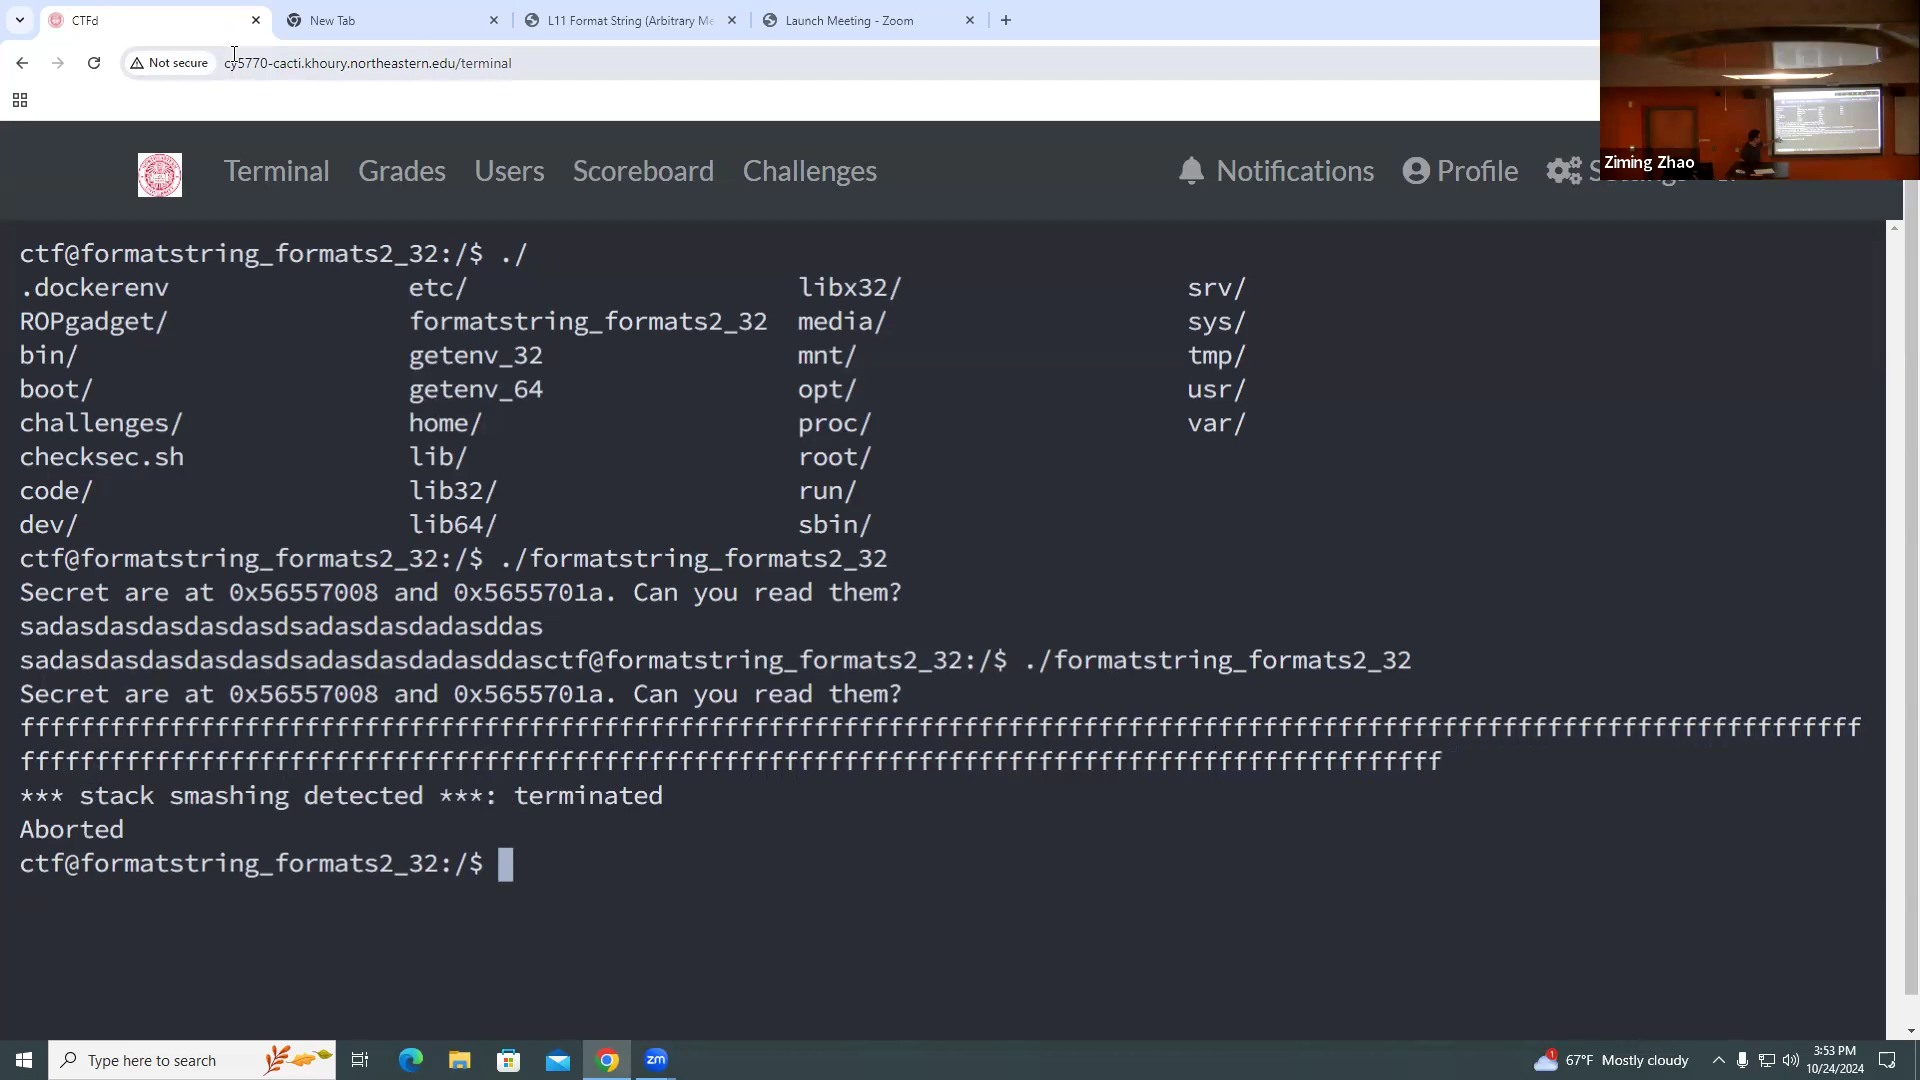 CTFd
New Tab
L11 Format String (Arbitrary Me
Launch Meeting - Zoom
Not secure
cy5770-cacti.khoury.northeastern.edu/terminal
Terminal Grades Users Scoreboard Challenges
Notifications Profile
Ziming Zhao
ctf@formatstring_formats2_32:/$ ./
.dockerenv etc/ libx32/ srv/
ROPgadget/ formatstring_formats2_32 media/ sys/
bin/ getenv_32 mnt/ tmp/
boot/ getenv_64 opt/ usr/
challenges/ home/ proc/ var/
checksec.sh lib/ root/
code/ lib32/ run/
dev/ lib64/ sbin/
ctf@formatstring_formats2_32:/$ ./formatstring_formats2_32
Secret are at 0x56557008 and 0x5655701a. Can you read them?
sadasdasdasdasdasdsadasdasdadasddas
sadasdasdasdasdasdsadasdasdadasddasctf@formatstring_formats2_32:/$ ./formatstring_formats2_32
Secret are at 0x56557008 and 0x5655701a. Can you read them?
fffffffffffffffffffffffffffffffffffffffffffffffffffffffffffffffffffffffffffffffffffffffffffffffffffffffffffffffffffffffffff
fffffffffffffffffffffffffffffffffffffffffffffffffffffffffffffffffffffffffffffffffffffffffffffff
*** stack smashing detected ***: terminated
Aborted
ctf@formatstring_formats2_32:/$
Type here to search
zm
1
67°F Mostly cloudy
3:53 PM
10/24/2024